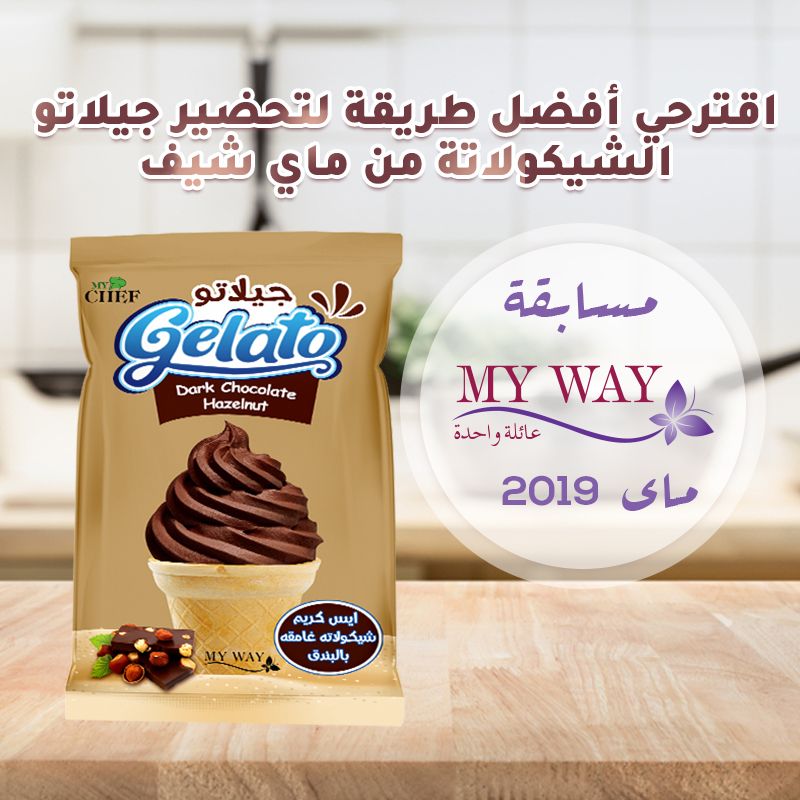 اقترحي أفضل طريقة لتحضير جيلاتو
الشيكولاتة من ماي شيف
MY
CHEF
جيلاتو
Gelato
Dark Chocolate
Hazelnut
ايس كريم
شيكولاته غامقه
بالبندق
MY WAY
مسابقة
MY WAY
عائلة واحدة
ماى 2019